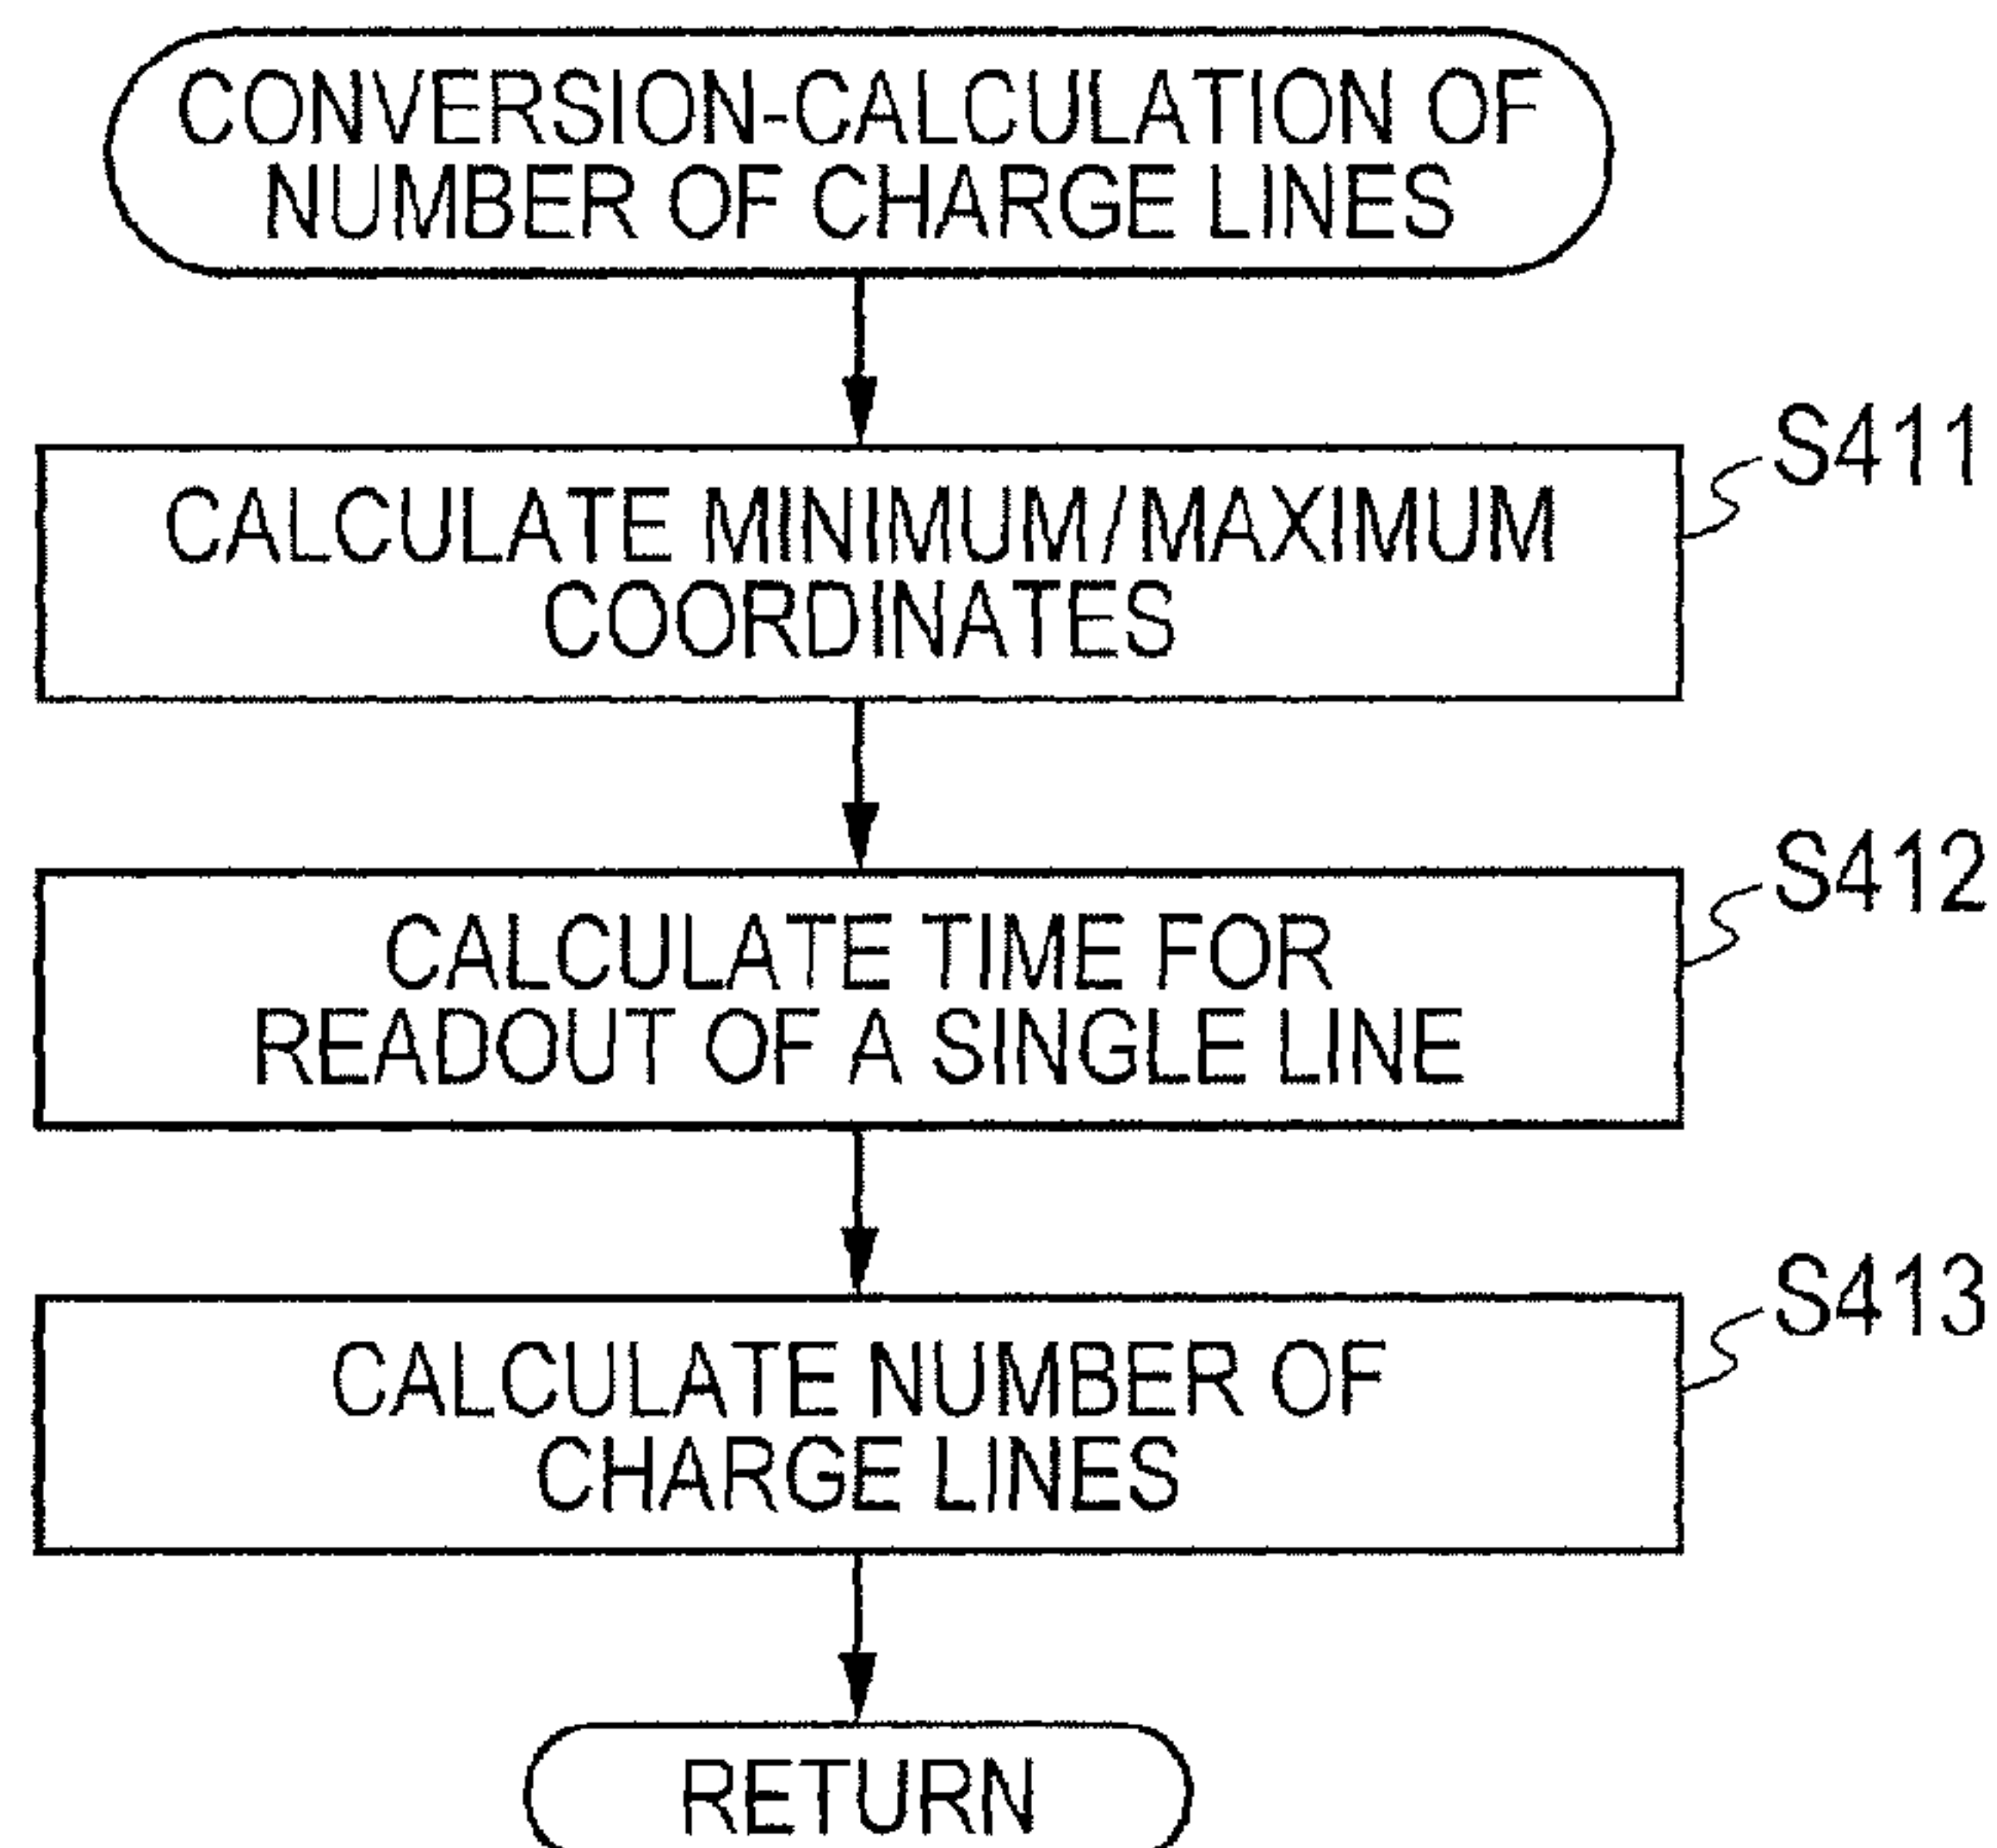 CONVERSION-CALCULATION OF
NUMBER OF CHARGE LINES
S411
CALCULATE MINIMUM/MAXIMUM
COORDINATES
S412
CALCULATE TIME FOR
READOUT OF A SINGLE LINE
S413
CALCULATE NUMBER OF
CHARGE LINES
RETURN